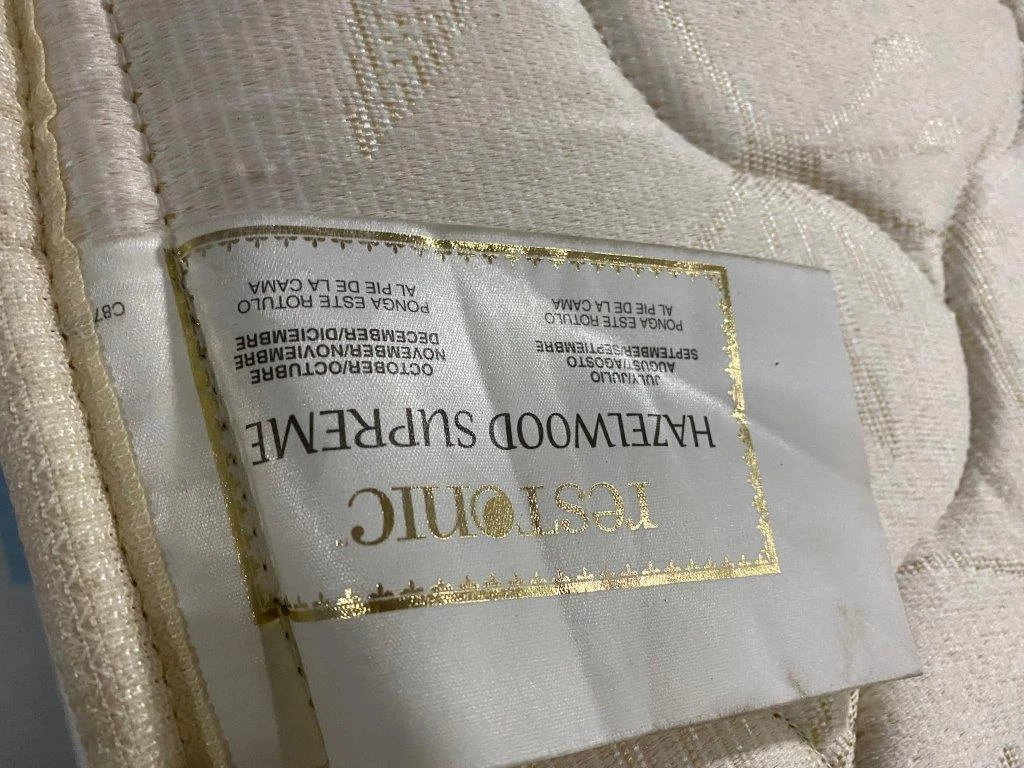 resTonic™
HAZELWOOD SUPREME
JULY/JULIO
AUGUST/AGOSTO
SEPTEMBER/SEPTIEMBRE
PONGA ESTE ROTULO
AL PIE DE LA CAMA
OCTOBER/OCTUBRE
NOVEMBER/NOVIEMBRE
DECEMBER/DICIEMBRE
PONGA ESTE ROTULO
AL PIE DE LA CAMA